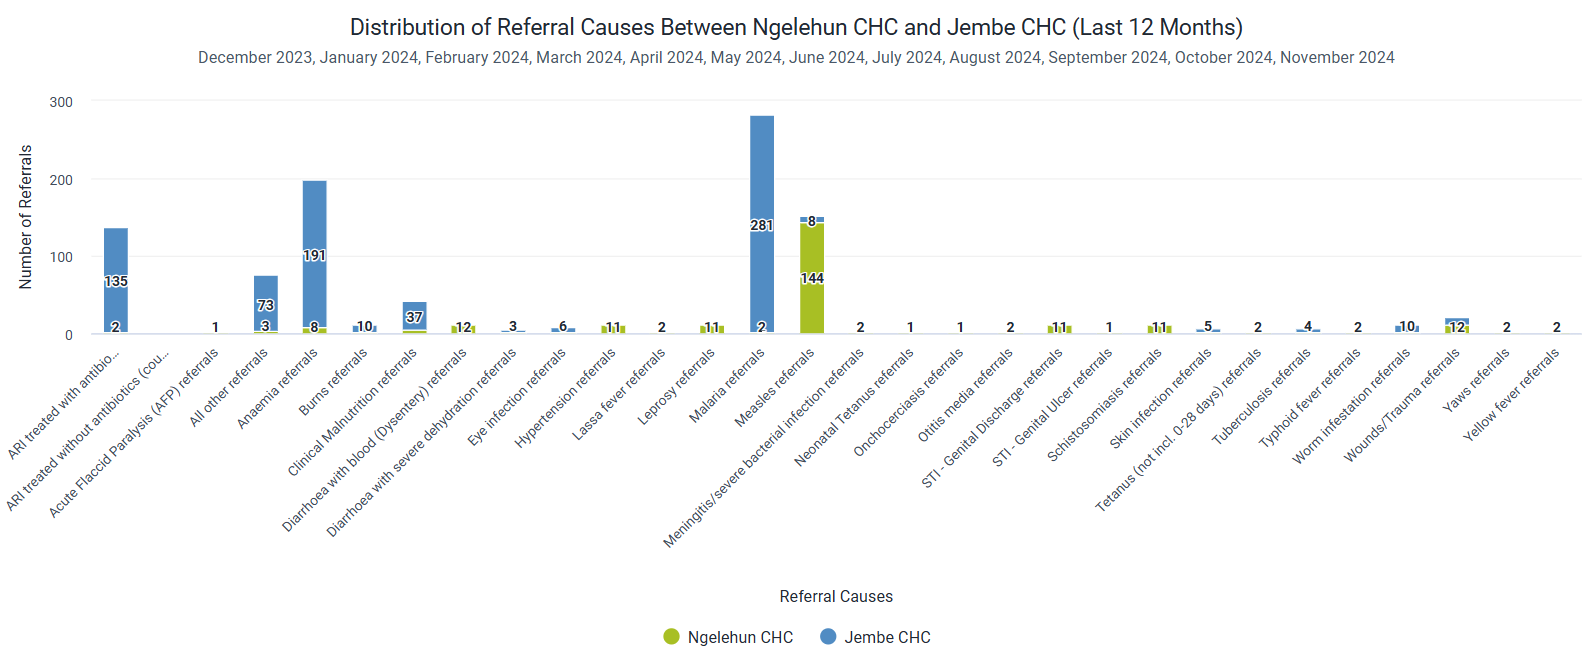 Distribution of Referral Causes Between Ngelehun CHC and Jembe CHC (Last 12 Months)
December 2023, January 2024, February 2024, March 2024, April 2024, May 2024, June 2024, July 2024, August 2024, September 2024, October 2024, November 2024
Number of Referrals
300
200
100
0
135
2
1
73
3
191
8
10
37
12
3
6
11
2
11
281
2
8
144
2
1
1
2
11
1
11
5
2
4
2
10
12
2
2
ARI treated with antibio...
ARI treated without antibiotics (cou...
Acute Flaccid Paralysis (AFP) referrals
All other referrals
Anaemia referrals
Burns referrals
Clinical Malnutrition referrals
Diarrhoea with blood (Dysentery) referrals
Diarrhoea with severe dehydration referrals
Eye infection referrals
Hypertension referrals
Lassa fever referrals
Leprosy referrals
Malaria referrals
Measles referrals
Meningitis/severe bacterial infection referrals
Neonatal Tetanus referrals
Onchocerciasis referrals
Otitis media referrals
STI - Genital Discharge referrals
STI - Genital Ulcer referrals
Schistosomiasis referrals
Skin infection referrals
Tetanus (not incl. 0-28 days) referrals
Tuberculosis referrals
Typhoid fever referrals
Worm infestation referrals
Wounds/Trauma referrals
Yaws referrals
Yellow fever referrals
Referral Causes
Ngelehun CHC
Jembe CHC